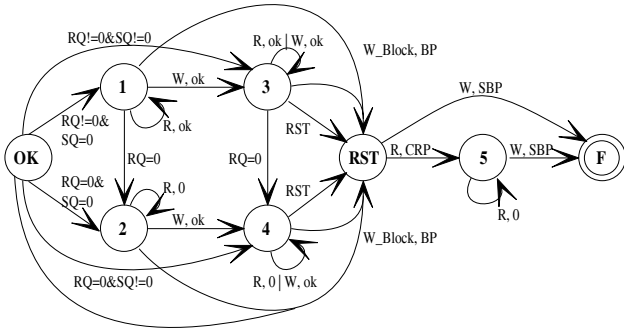 RQ!=0&SQ!=0
R, ok | W, ok
W_Block, BP
1
W, ok
3
W, SBP
RQ!=0&
SQ=0
R, ok
RST
OK
RQ=0
RQ=0
RST
R, CRP
5
W, SBP
F
RQ=0&
SQ=0
R, 0
RST
R, 0
2
W, ok
4
W_Block, BP
RQ=0&SQ!=0
R, 0 | W, ok